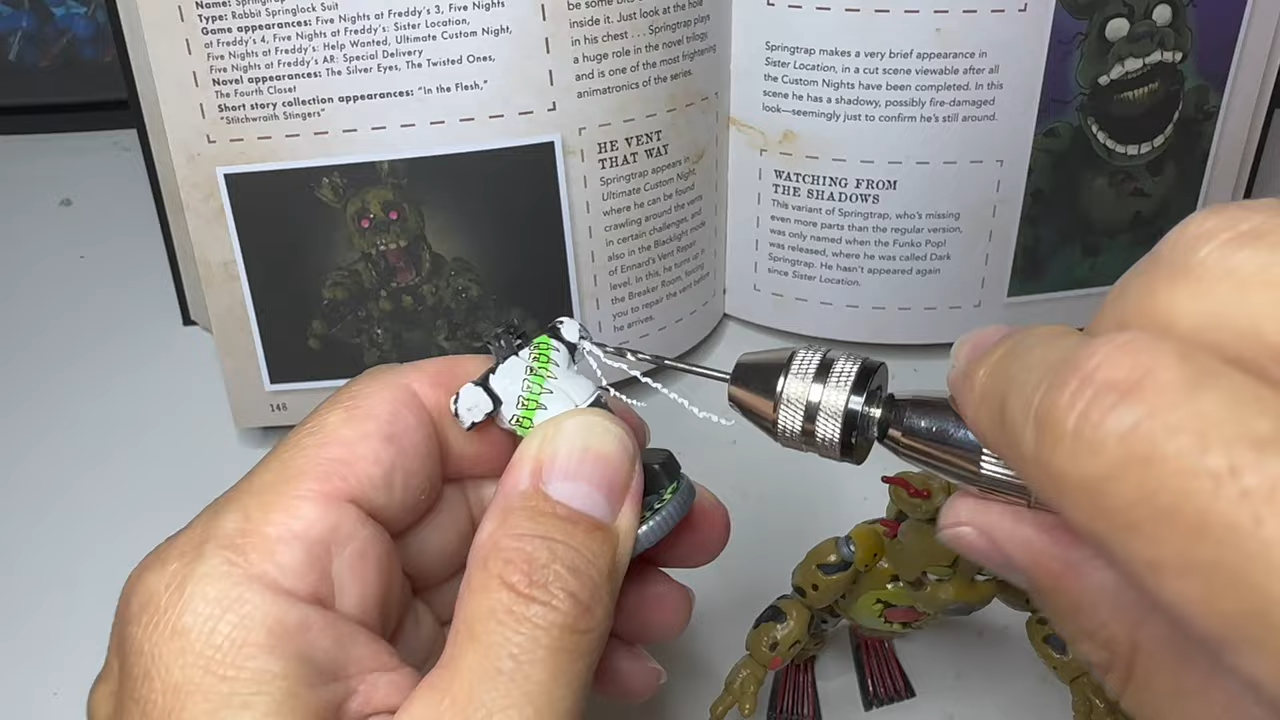 Name: Springtrap
Type: Rabbit Springlock Suit
Game appearances: Five Nights at Freddy's 3, Five Nights
at Freddy's 4, Five Nights at Freddy's: Sister Location,
Five Nights at Freddy's: Help Wanted, Ultimate Custom Night,
Five Nights at Freddy's AR: Special Delivery
Novel appearances: The Silver Eyes, The Twisted Ones,
The Fourth Closet
Short story collection appearances: "In the Flesh,"
"Stitchwraith Stingers"
148
be some
inside it. Just look at the hole
in his chest . . . Springtrap plays
a huge role in the novel trilogy,
and is one of the most frightening
animatronics of the series.
HE VENT
THAT WAY
Springtrap appears in
Ultimate Custom Night,
where he can be found
crawling around the vents
in certain challenges, and
also in the Blacklight mode
of Ennard's Vent Repair
level. In this, he turns up in
the Breaker Room, forcing
you to repair the vent before
he arrives.
Springtrap makes a very brief appearance in
Sister Location, in a cut scene viewable after all
the Custom Nights have been completed. In this
scene he has a shadowy, possibly fire-damaged
look—seemingly just to confirm he's still around.
WATCHING FROM
THE SHADOWS
This variant of Springtrap, who's missing
even more parts than the regular version,
was only named when the Funko Pop!
was released, where he was called Dark
Springtrap. He hasn't appeared again
since Sister Location.